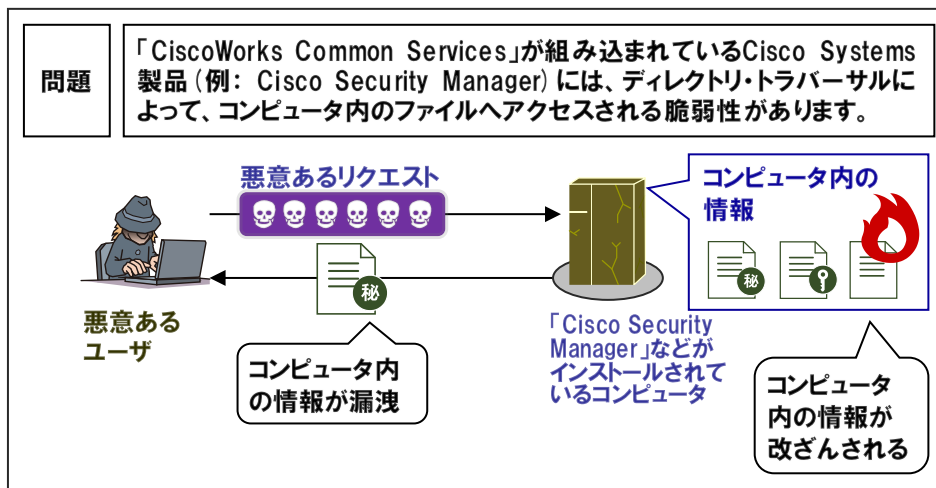 問題
「CiscoWorks Common Services」が組み込まれているCisco Systems
製品(例: Cisco Security Manager)には、ディレクトリ・トラバーサルに
よって、コンピュータ内のファイルへアクセスされる脆弱性があります。
悪意あるリクエスト
コンピュータ内の
情報
秘
秘
悪意ある
ユーザ
「Cisco Security
Manager」などが
インストールされて
いるコンピュータ
コンピュータ内
の情報が漏洩
コンピュータ
内の情報が
改ざんされる